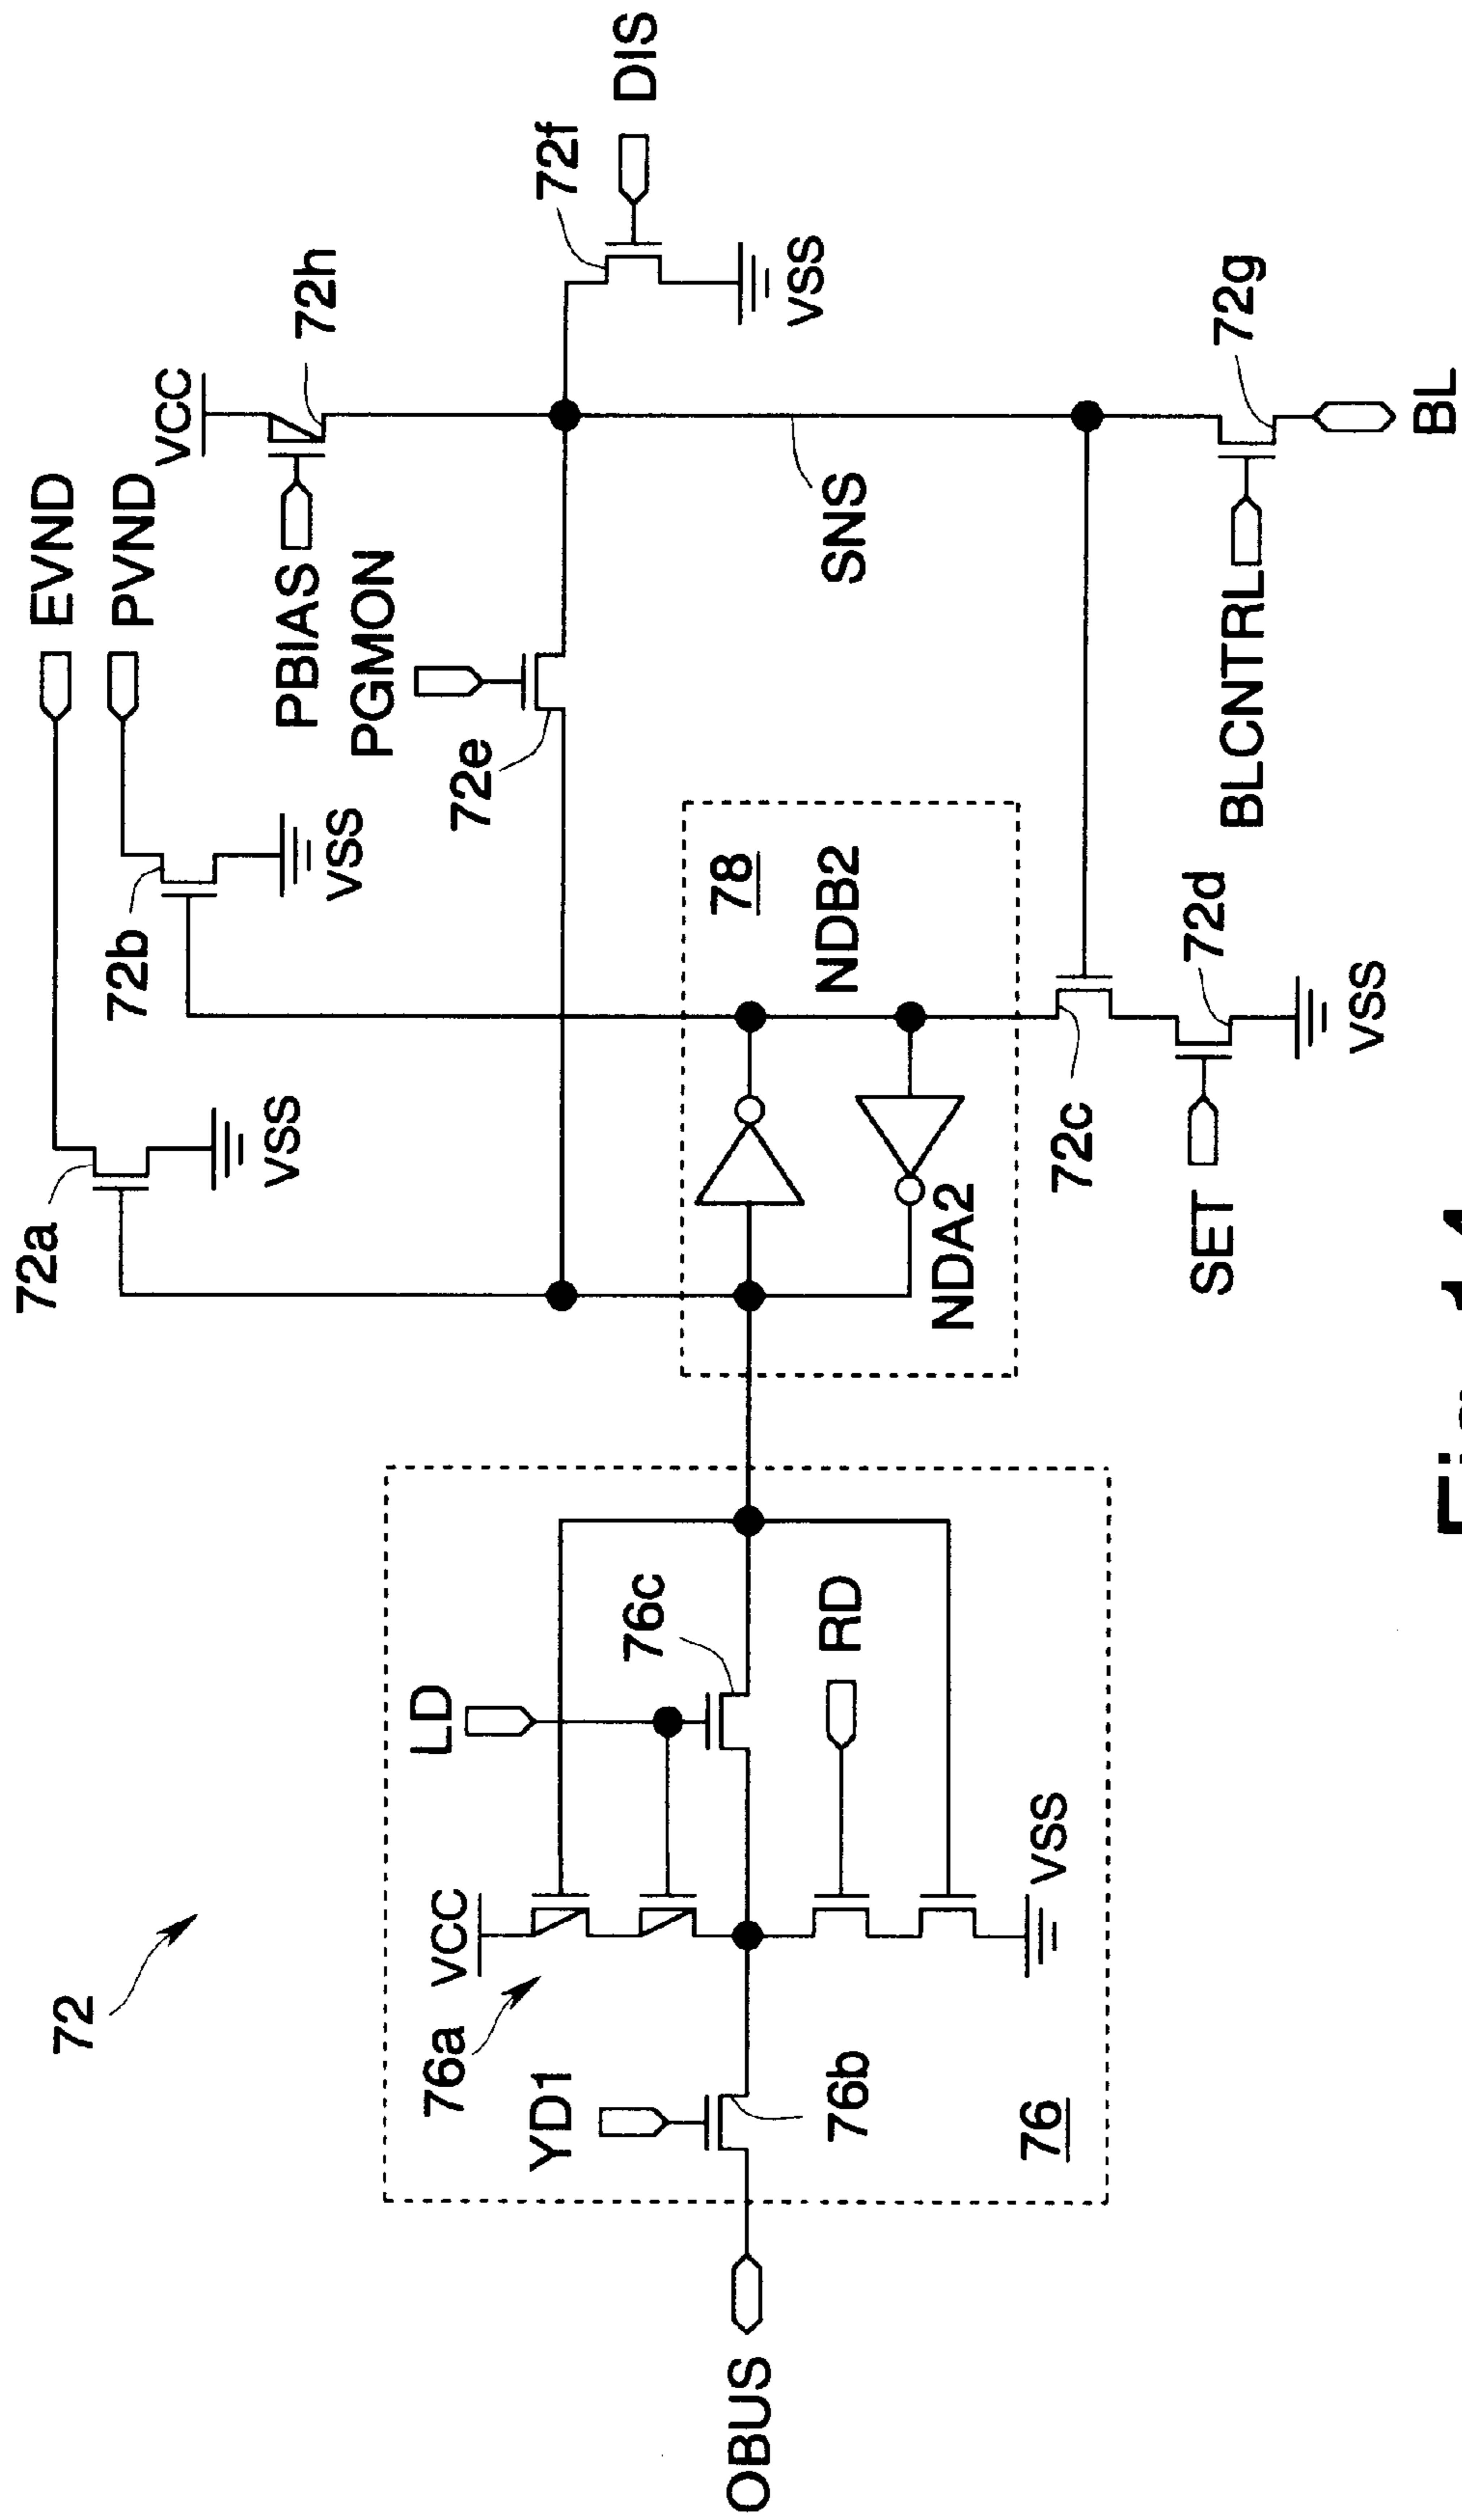 72
72a
EVND
72b
PVND
VCC
72h
VSS
VSS
PBIAS
PGMON
72e
72f
DIS
VSS
LD
76c
VCC
76a
YD1
76b
RD
VSS
76
OBUS
78
NDB2
NDA2
SNS
72c
72d
SET
VSS
BLCNTRL
72g
BL